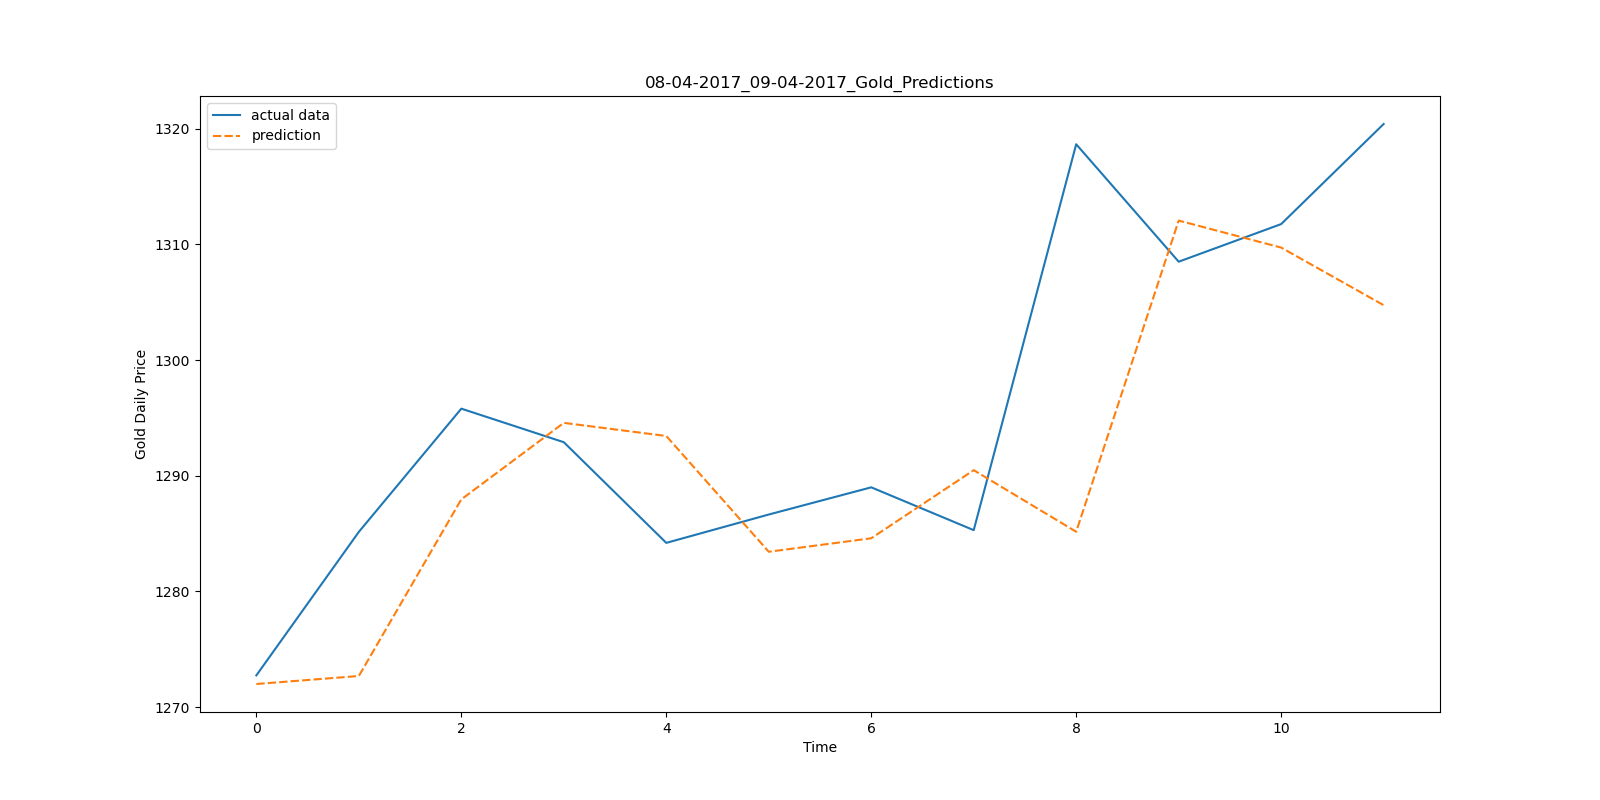 08-04-2017_09-04-2017_Gold_Predictions
actual data
prediction
1320
1310
1300
1290
1280
1270
Gold Daily Price
0 2 4 6 8 10
Time